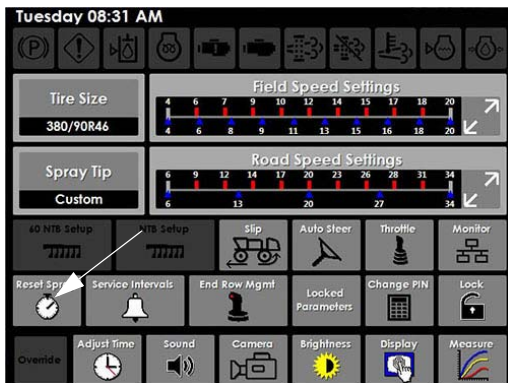 Tuesday 08:31 AM
Tire Size
380/90R46
Field Speed Settings
4 6 7 9 10 12 14 15 17 18 20
4 6 8 9 11 13 15 16 18 20
Spray Tip
Custom
Road Speed Settings
6 9 12 14 17 20 23 26 28 31 34
6 13 20 27 34
60 NTB Setup
NTB Setup
Slip
Auto Steer
Throttle
Monitor
Reset Spr
Service Intervals
End Row Mgmt
Locked
Parameters
Change PIN
Lock
Override
Adjust Time
Sound
Camera
Brightness
Display
Measure